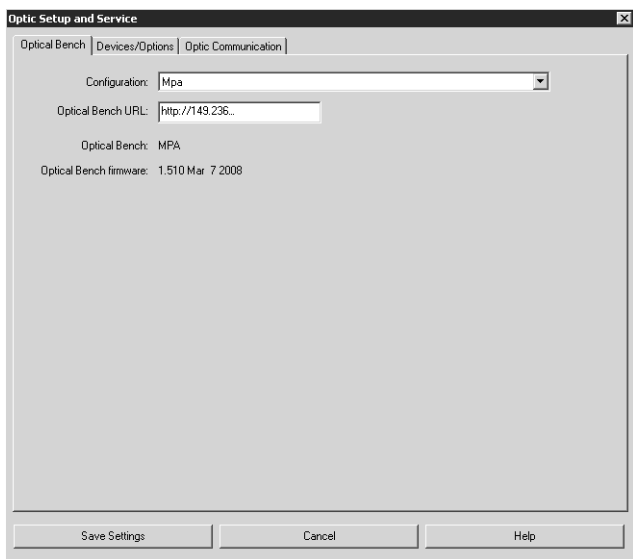 Optic Setup and Service
Optical Bench Devices/Options Optic Communication
Configuration: Mpa
Optical Bench URL: http://149.236...
Optical Bench: MPA
Optical Bench firmware: 1.510 Mar 7 2008
Save Settings Cancel Help